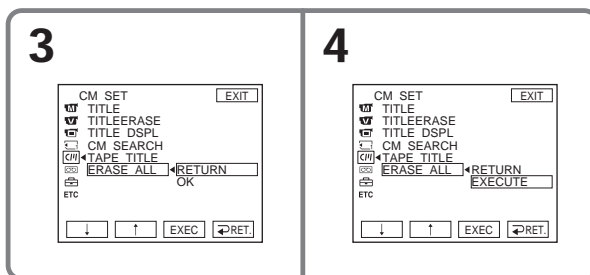 3
CM SET EXIT
TITLE
TITLEERASE
TITLE DSPL
CM SEARCH
TAPE TITLE
ERASE ALL RETURN
OK
ETC
↓ ↑ EXEC RET.
4
CM SET EXIT
TITLE
TITLEERASE
TITLE DSPL
CM SEARCH
TAPE TITLE
ERASE ALL RETURN
EXECUTE
ETC
↓ ↑ EXEC RET.